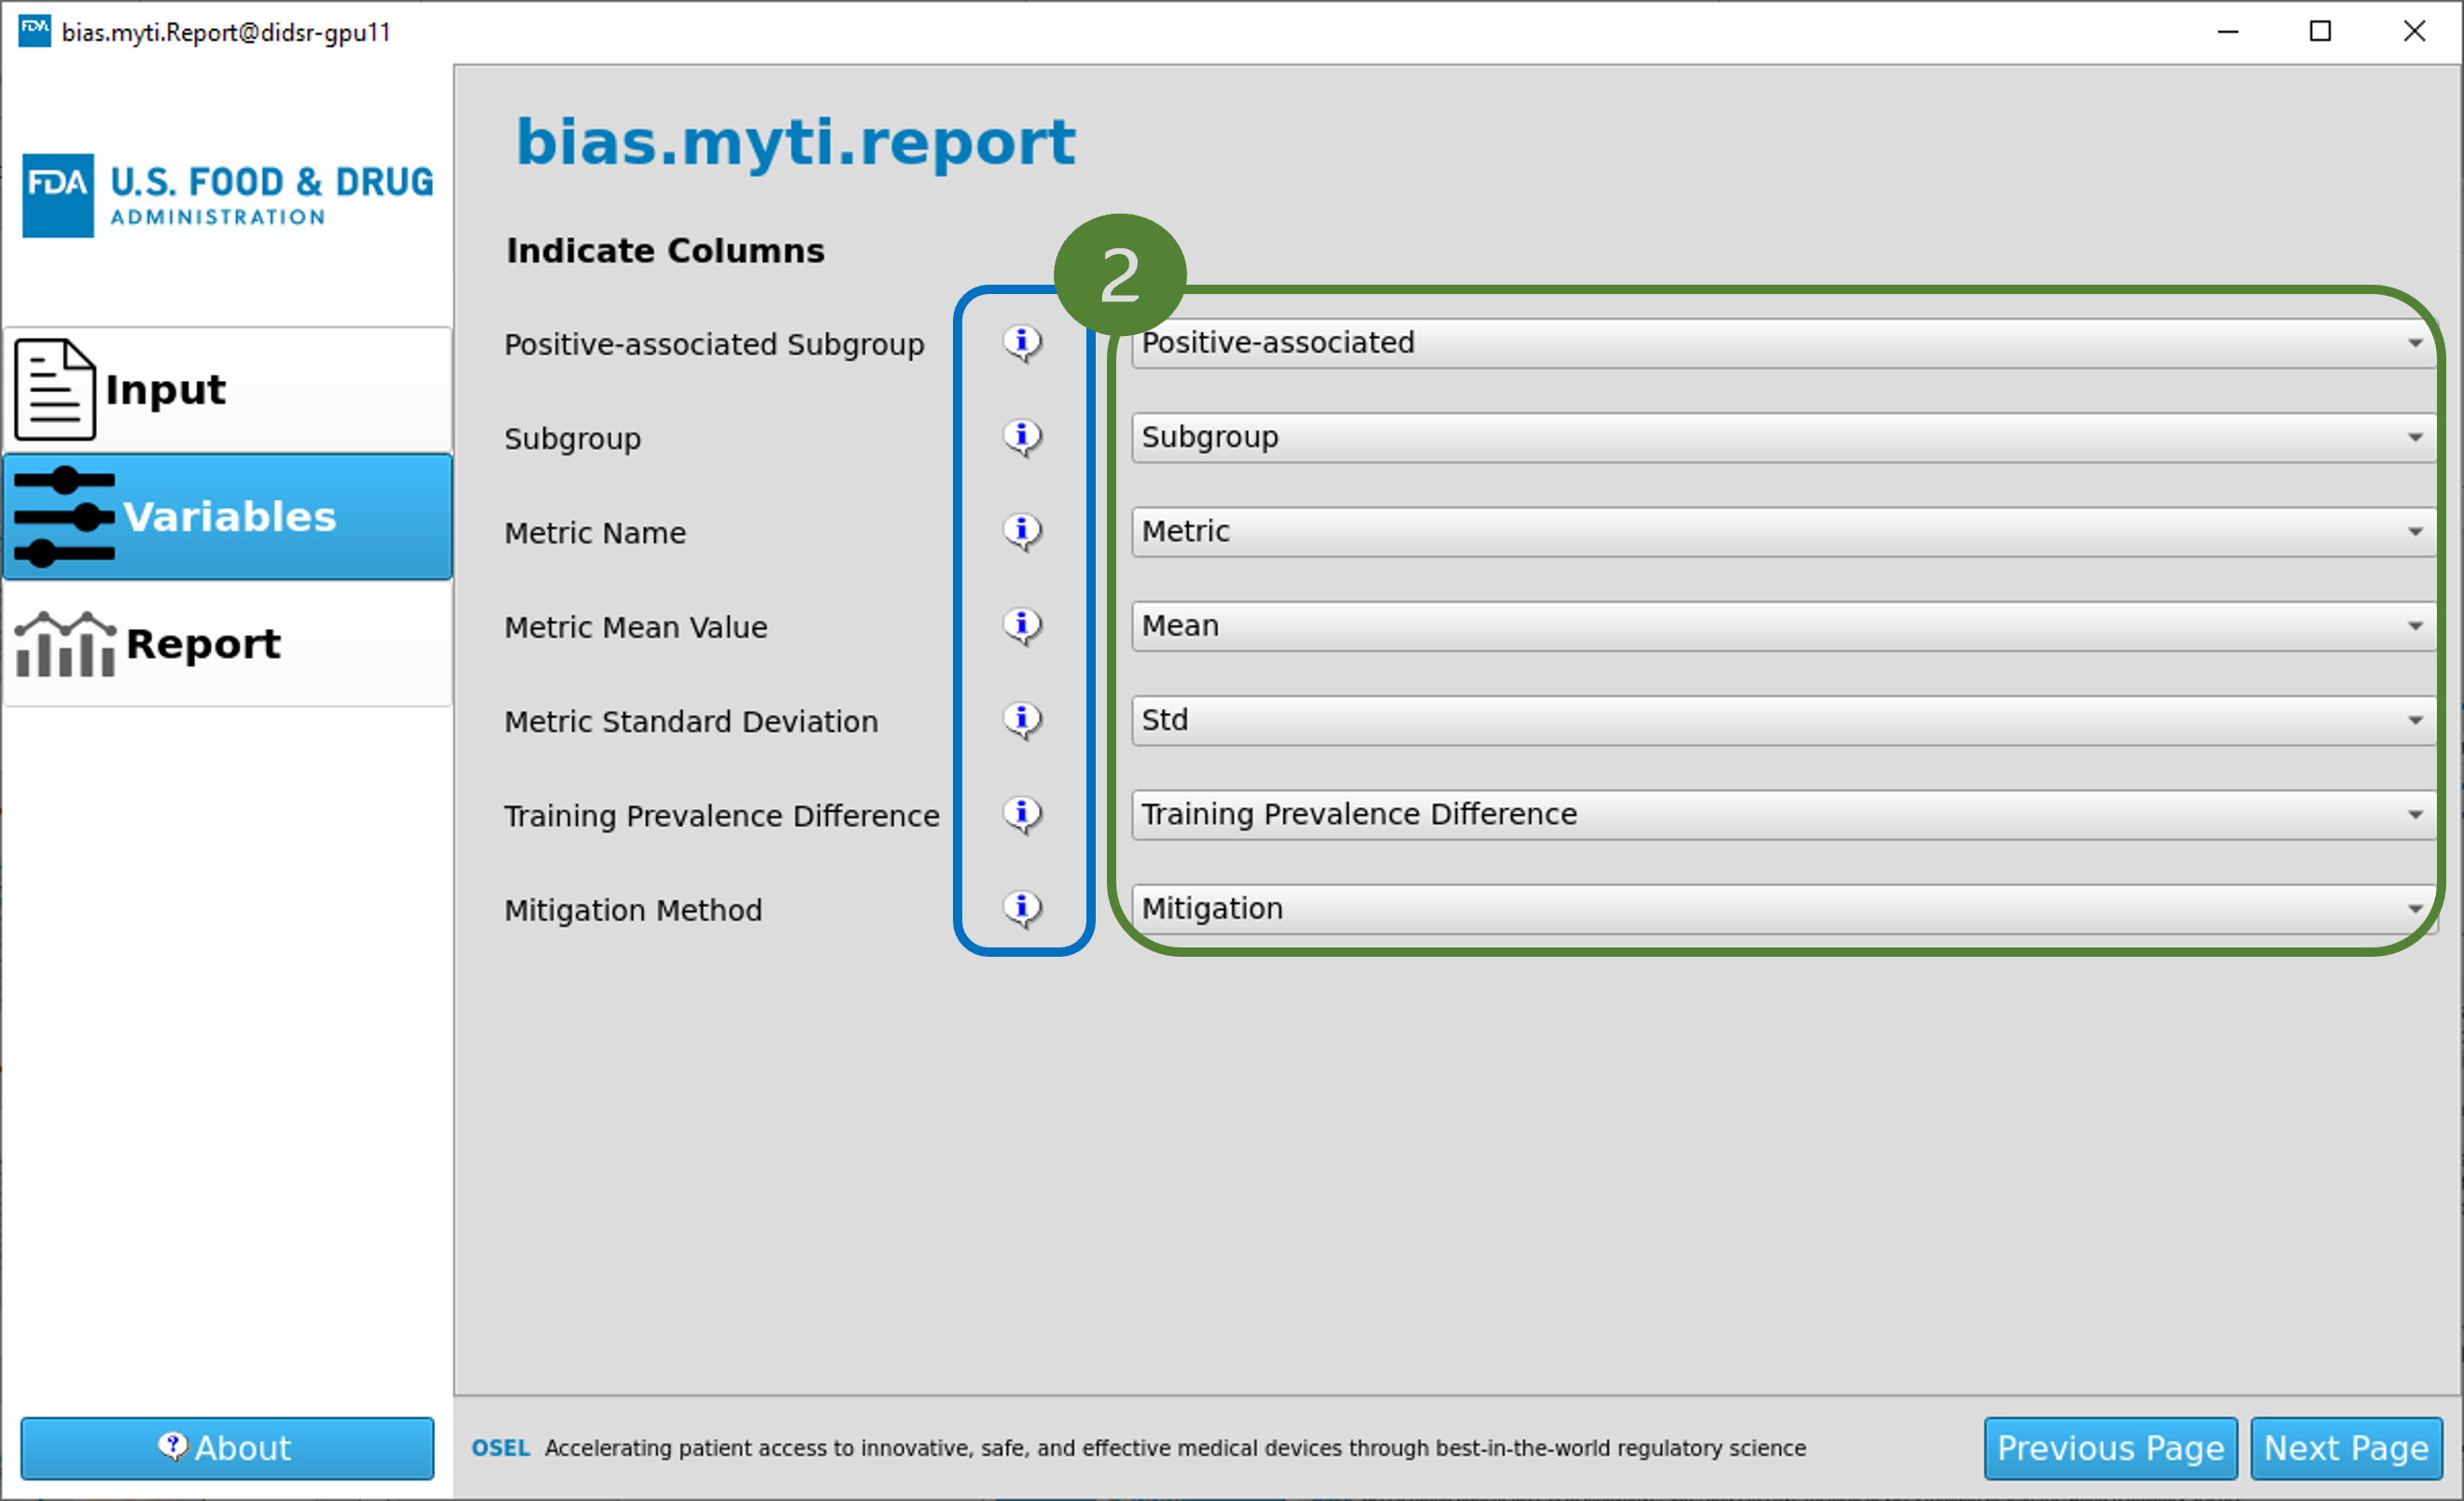 FDA
bias.myti.Report@didsr-gpu11
FDA
U.S. FOOD & DRUG
ADMINISTRATION
Input
Variables
Report
bias.myti.report
Indicate Columns
2
Positive-associated Subgroup i Positive-associated
Subgroup i Subgroup
Metric Name i Metric
Metric Mean Value i Mean
Metric Standard Deviation i Std
Training Prevalence Difference i Training Prevalence Difference
Mitigation Method i Mitigation
? About
OSEL Accelerating patient access to innovative, safe, and effective medical devices through best-in-the-world regulatory science
Previous Page
Next Page